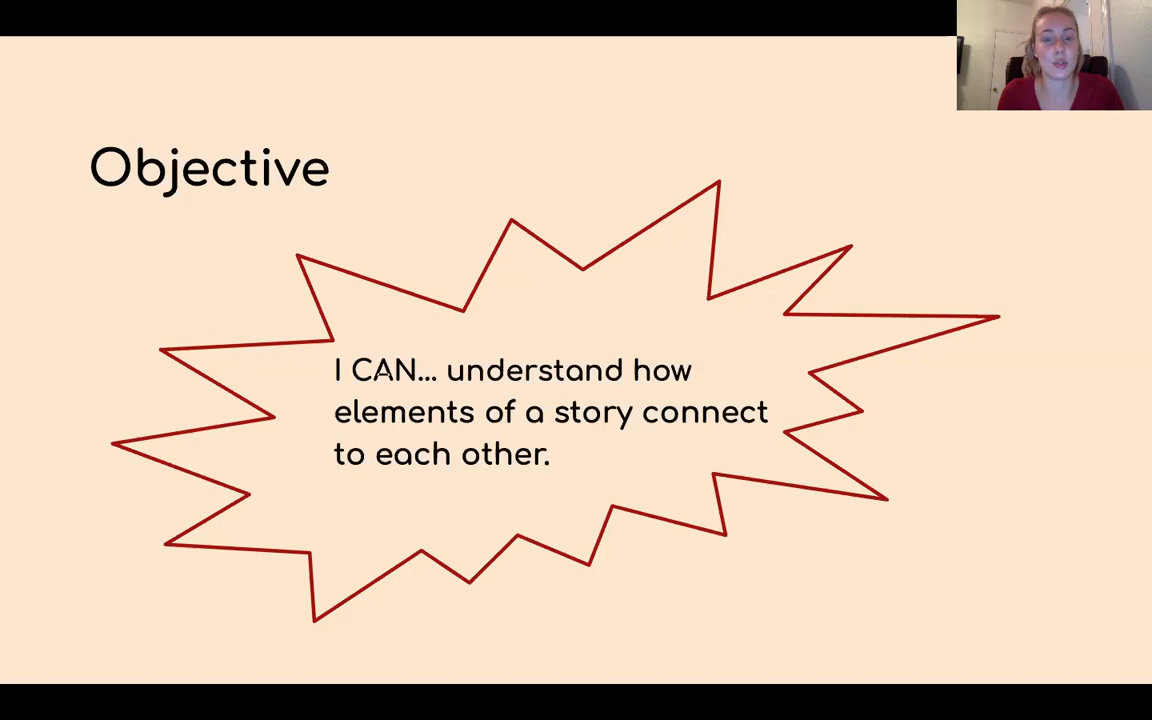 Objective
I CAN... understand how
elements of a story connect
to each other.